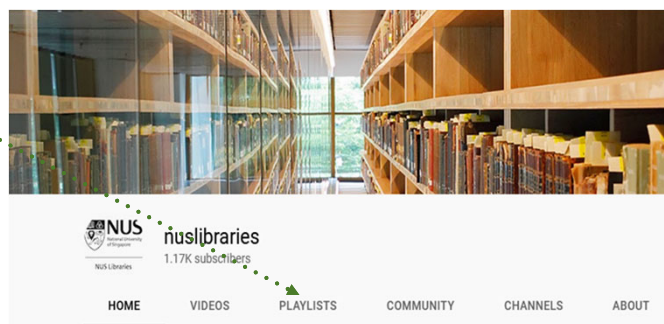 NUS
National University
of Singapore
NUS Libraries
nuslibraries
1.17K subscribers
HOME VIDEOS PLAYLISTS COMMUNITY CHANNELS ABOUT